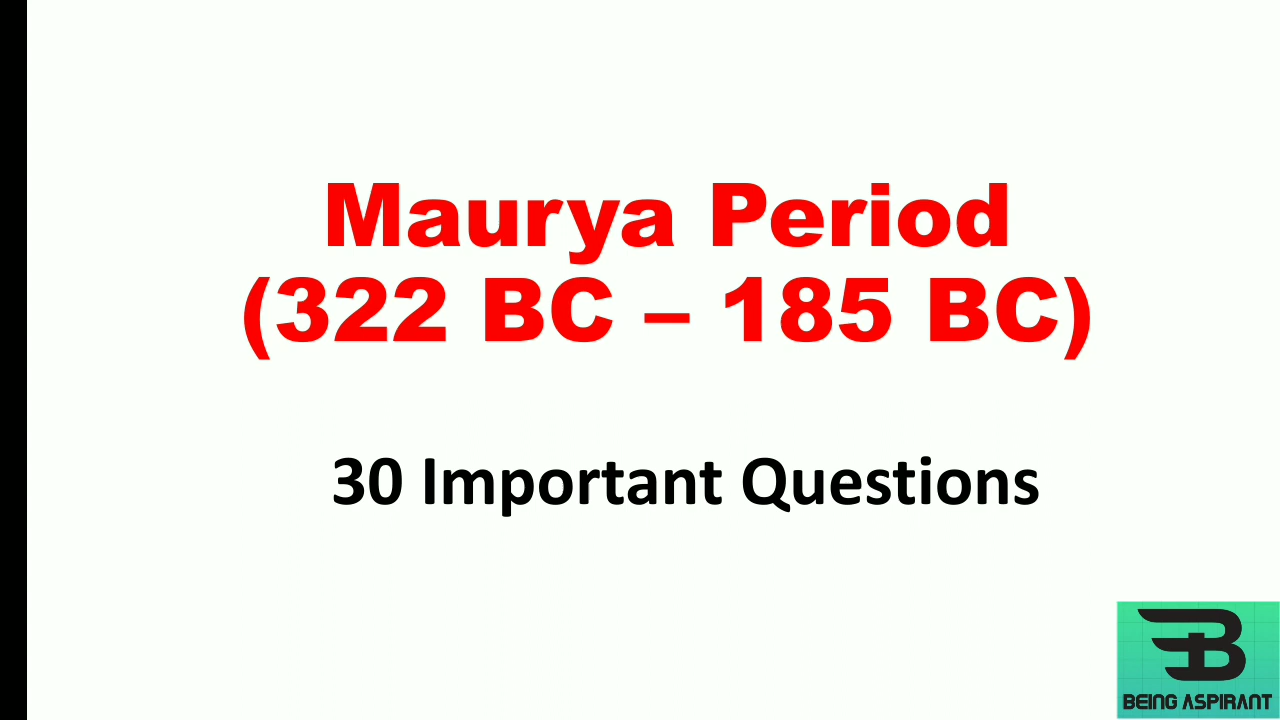 Maurya Period
(322 BC – 185 BC)
30 Important Questions
BEING ASPIRANT